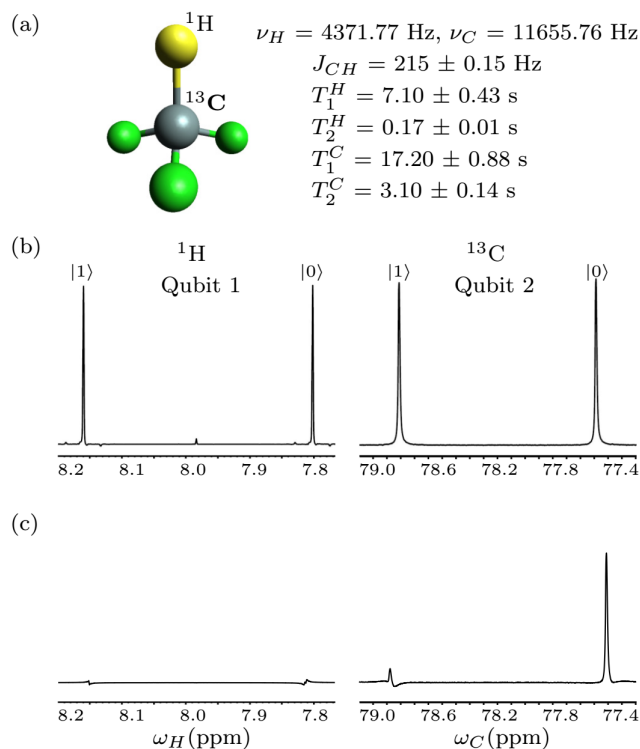 (a)
¹H
¹³C
ν_H = 4371.77 Hz, ν_C = 11655.76 Hz
J_CH = 215 ± 0.15 Hz
T₁ᴴ = 7.10 ± 0.43 s
T₂ᴴ = 0.17 ± 0.01 s
T₁ᶜ = 17.20 ± 0.88 s
T₂ᶜ = 3.10 ± 0.14 s
(b)
¹H
¹³C
|1⟩ Qubit 1 |0⟩ |1⟩ Qubit 2 |0⟩
8.2 8.1 8.0 7.9 7.8 79.0 78.6 78.2 77.8 77.4
(c)
8.2 8.1 8.0 7.9 7.8 79.0 78.6 78.2 77.8 77.4
ω_H(ppm) ω_C(ppm)